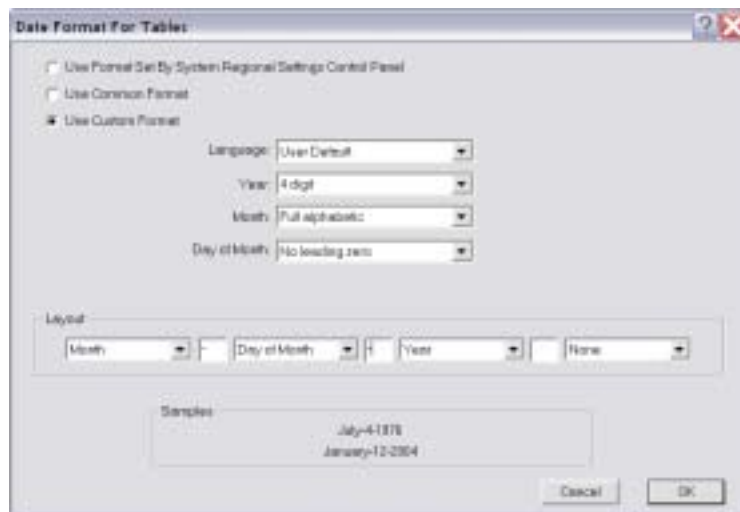 Date Format For Tables
Use Format Set By System Regional Settings Control Panel
Use Common Format
Use Custom Format
Language: User Default
Year: 4 digit
Month: Full alphabetic
Day of Month: No leading zero
Layout
Month - Day of Month Year None
Samples
July-4-1976
January-12-2004
Cancel OK